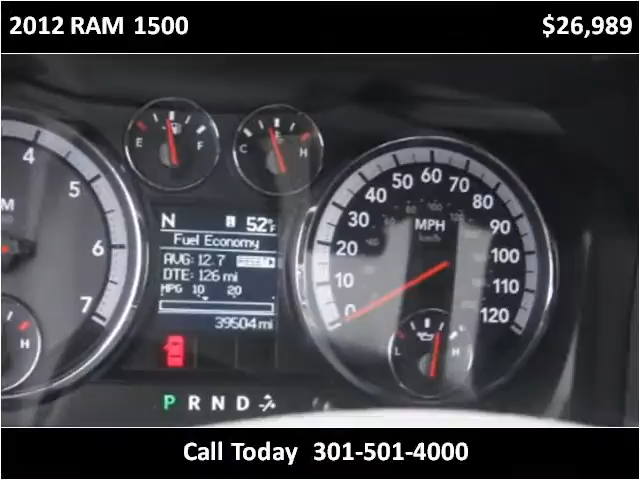 2012 RAM 1500 $26,989
E F C H
4 5 6 7
M
H
N 52°F
Fuel Economy
AVG: 12.7
DTE: 126 mi
MPG 10 20
39504 mi
0 10 20 30 40 50 60 70 80 90 100 120
MPH
km/h
L H
P R N D
Call Today 301-501-4000